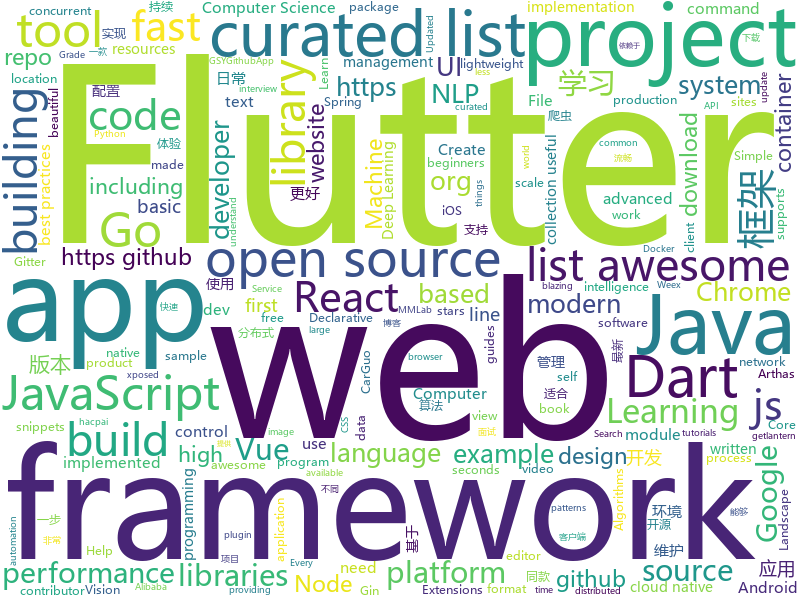 concurrent 实现 持续 package
tool fast curated list project
GSYGithubApp Computer Science implementation command Updated Grade 一款
repo resources 日常 management lightweight Learn 依赖于 下载
location UI https NLP 学习 system
配置 text Spring File production API sites update
beautiful building code library website developer
体验 Create 爬虫
including made 更好 Machine Deep Learning beginners iOS scale things curated 支持 advanced work world common 流畅 Simple less Python interview
best practices Go basic org collection useful download container supports
understand Gitter dev client Docker
https github open source list awesome
app React based modern Chrome
使用 first line stars MMLab guides Service
free Declarative native sample blazing intelligence Weex software
版本 分布式 快速 product large 博客 CarGuo 管理 self network Arthas 最新
web Java Dart
JavaScript 算法 适合 Computer book js
snippets control data view Learning Core
xposed hacpai CSS image module tutorials
build Vue use language example design Search written 开发
implemented high program awesome video seconds process getlantern
programming 提供 browser Algorithms patterns 面试 Google Landscape
framework
11 automation 一步 非常 Help application 基于 环境 开源 维护 能够
performance libraries Node need platform github source 应用
contributor Vision Every available plugin editor 项目 不同 time Alibaba providing Extensions format 同款 distributed 客户端 cloud native Gin Android
Flutter